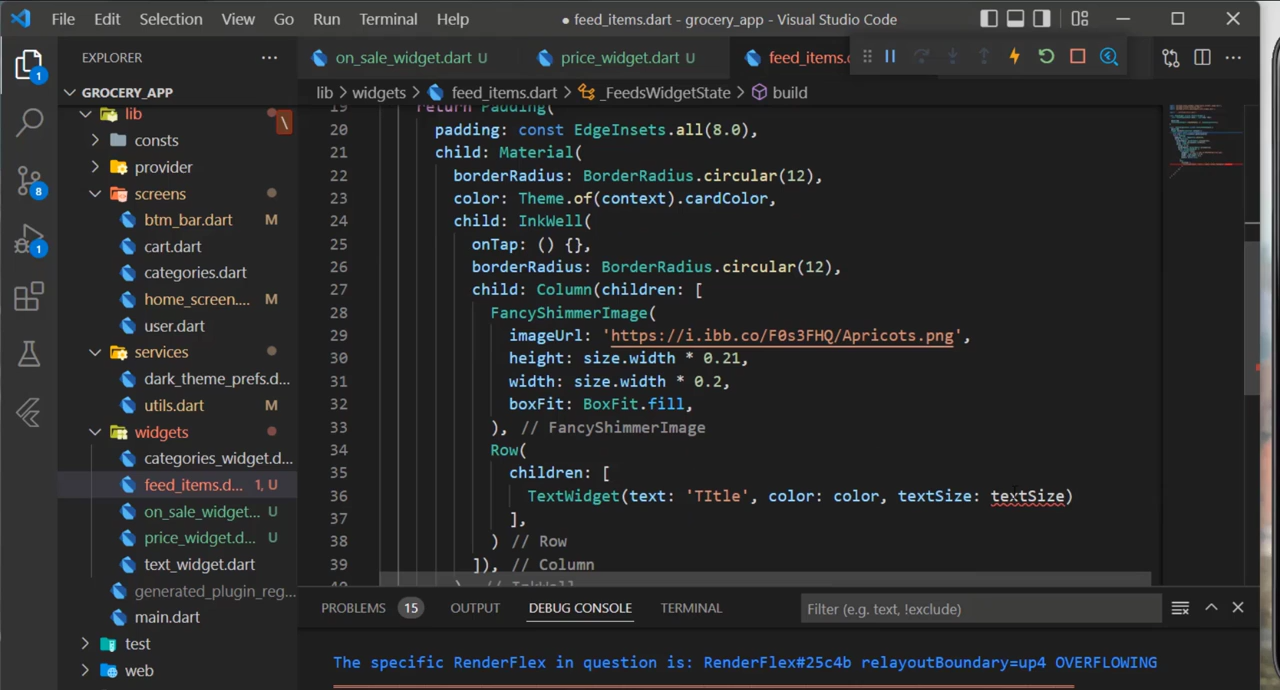 File Edit Selection View Go Run Terminal Help
● feed_items.dart - grocery_app - Visual Studio Code
EXPLORER
on_sale_widget.dart U
price_widget.dart U
feed_items.
GROCERY_APP
lib > widgets > feed_items.dart > _FeedsWidgetState > build
lib
consts
provider
screens
btm_bar.dart M
cart.dart
categories.dart
home_screen.... M
user.dart
services
dark_theme_prefs.d...
utils.dart M
widgets
categories_widget.d...
feed_items.d... 1, U
on_sale_widget... U
price_widget.d... U
text_widget.dart
generated_plugin_reg...
main.dart
test
web
1
8
1
19 return Padding(
20 padding: const EdgeInsets.all(8.0),
21 child: Material(
22 borderRadius: BorderRadius.circular(12),
23 color: Theme.of(context).cardColor,
24 child: InkWell(
25 onTap: () {},
26 borderRadius: BorderRadius.circular(12),
27 child: Column(children: [
28 FancyShimmerImage(
29 imageUrl: 'https://i.ibb.co/F0s3FHQ/Apricots.png',
30 height: size.width * 0.21,
31 width: size.width * 0.2,
32 boxFit: BoxFit.fill,
33 ), // FancyShimmerImage
34 Row(
35 children: [
36 TextWidget(text: 'TItle', color: color, textSize: textSize)
37 ],
38 ) // Row
39 ]), // Column
40 ), // InkWell
PROBLEMS 15 OUTPUT DEBUG CONSOLE TERMINAL Filter (e.g. text, !exclude)
The specific RenderFlex in question is: RenderFlex#25c4b relayoutBoundary=up4 OVERFLOWING